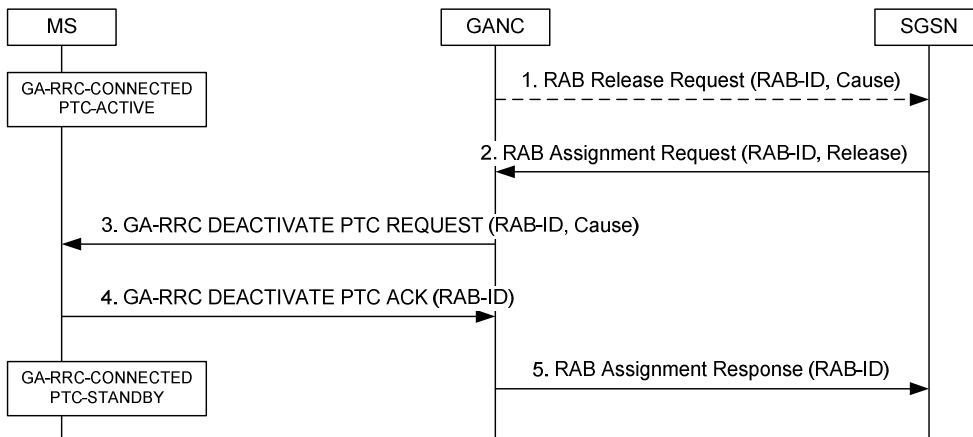 MS
GANC
SGSN
GA-RRC-CONNECTED
PTC-ACTIVE
1. RAB Release Request (RAB-ID, Cause)
2. RAB Assignment Request (RAB-ID, Release)
3. GA-RRC DEACTIVATE PTC REQUEST (RAB-ID, Cause)
4. GA-RRC DEACTIVATE PTC ACK (RAB-ID)
GA-RRC-CONNECTED
PTC-STANDBY
5. RAB Assignment Response (RAB-ID)